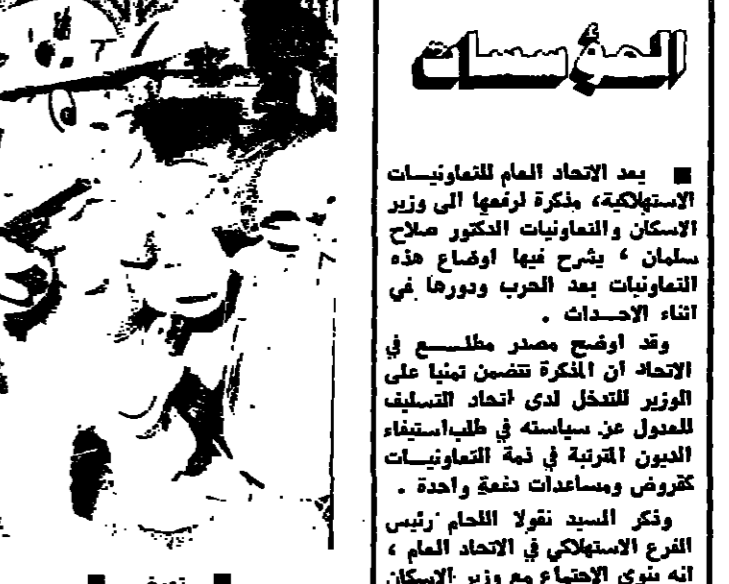 المؤسسات
■ يعد الاتحاد العام للتعاونيات
الاستهلاكية، مذكرة لرفعها الى وزير
الاسكان والتعاونيات الدكتور صلاح
سلمان ، يشرح فيها اوضاع هذه
التعاونيات بعد الحرب ودورها في
اثناء الاحداث .
وقد اوضح مصدر مطلع في
الاتحاد ان المذكرة تتضمن تمنيا على
الوزير للتدخل لدى اتحاد التسليف
للعدول عن سياسته في طلب استيفاء
الديون المترتبة في ذمة التعاونيات
كقروض ومساعدات دفعة واحدة .
وذكر السيد نقولا اللحام رئيس
الفرع الاستهلاكي في الاتحاد العام ،
انه ينوي الاجتماع مع وزير الاسكان